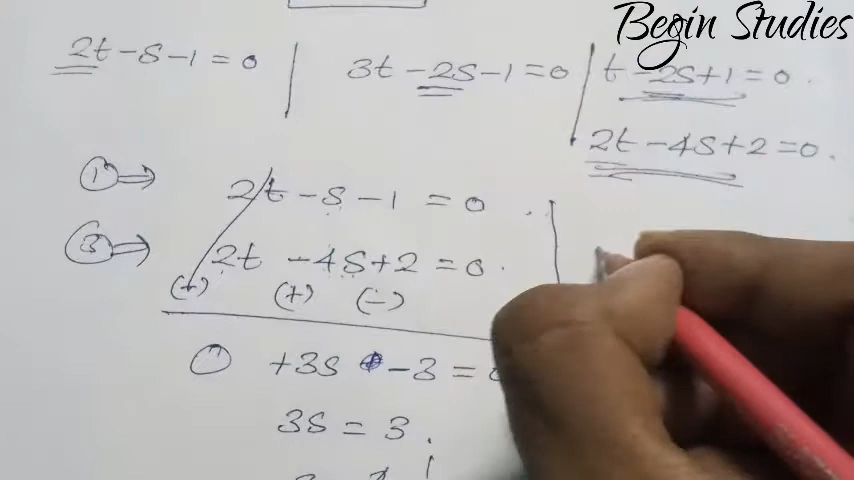 Begin Studies
2t - s - 1 = 0 | 3t - 2s - 1 = 0 | t - 2s + 1 = 0.
2t - 4s + 2 = 0.
① ⇒ 2t - s - 1 = 0.
③ ⇒ 2t - 4s + 2 = 0.
(+) (+) (-)
0 + 3s - 3 =
3s = 3.